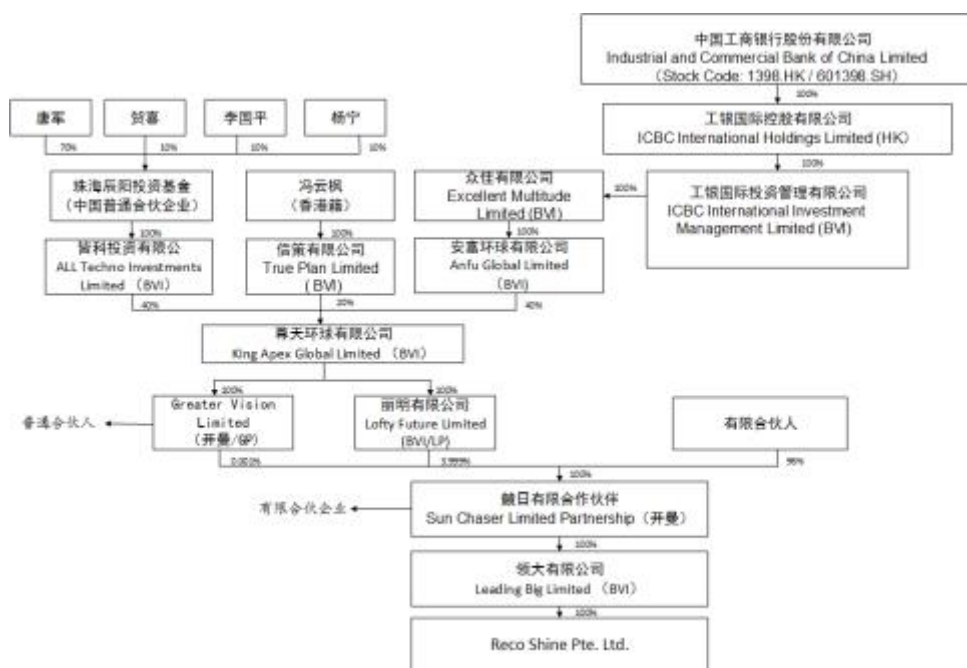 中国工商银行股份有限公司
Industrial and Commercial Bank of China Limited
(Stock Code: 1398.HK / 601398.SH)
100%
唐军
贺喜
李国平
杨宁
工银国际控股有限公司
ICBC International Holdings Limited (HK)
70%
10%
10%
10%
100%
珠海辰阳投资基金
（中国普通合伙企业）
冯云枫
（香港籍）
众佳有限公司
Excellent Multitude
Limited (BVI)
100%
工银国际投资管理有限公司
ICBC International Investment
Management Limited (BVI)
100%
100%
100%
皆科投资有限公
ALL Techno Investments
Limited （BVI）
信策有限公司
True Plan Limited
( BVI)
安富环球有限公司
Anfu Global Limited
（BVI）
40%
20%
40%
幕天环球有限公司
King Apex Global Limited （BVI）
100%
100%
普通合伙人
Greater Vision
Limited
(开曼/GP)
丽明有限公司
Lofty Future Limited
(BVI/LP)
有限合伙人
0.001%
3.999%
96%
100%
有限合伙企业
日有限合作伙伴
Sun Chaser Limited Partnership（开曼）
100%
领大有限公司
Leading Big Limited （BVI）
100%
Reco Shine Pte. Ltd.